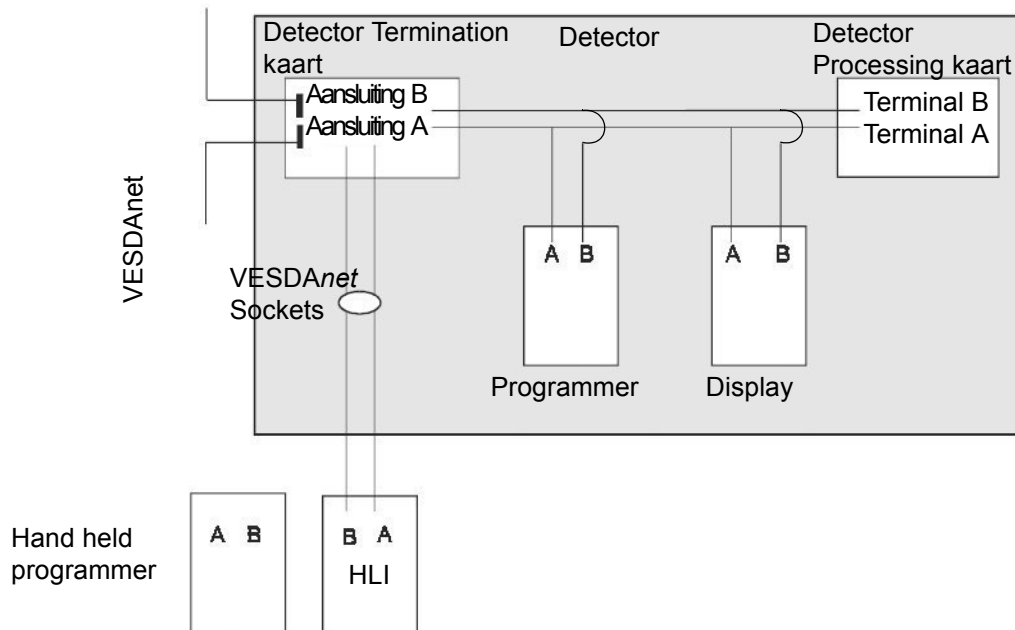 Detector Termination
kaart
Detector
Detector
Processing kaart
Aansluiting B
Aansluiting A
Terminal B
Terminal A
VESDAnet
A B
A B
VESDAnet
Sockets
Programmer
Display
Hand held
programmer
A B
B A
HLI